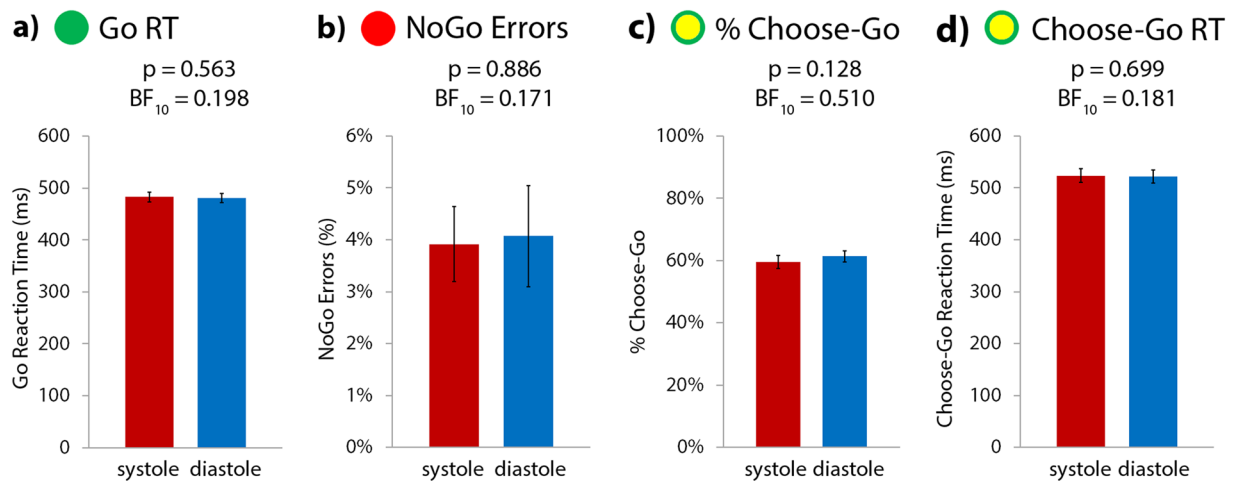 a) Go RT
p = 0.563
BF10 = 0.198
600
500
400
300
200
100
0
Go Reaction Time (ms)
systole diastole
b) NoGo Errors
p = 0.886
BF10 = 0.171
6%
5%
4%
3%
2%
1%
0%
NoGo Errors (%)
systole diastole
c) % Choose-Go
p = 0.128
BF10 = 0.510
100%
80%
60%
40%
20%
0%
% Choose-Go
systole diastole
d) Choose-Go RT
p = 0.699
BF10 = 0.181
600
500
400
300
200
100
0
Choose-Go Reaction Time (ms)
systole diastole